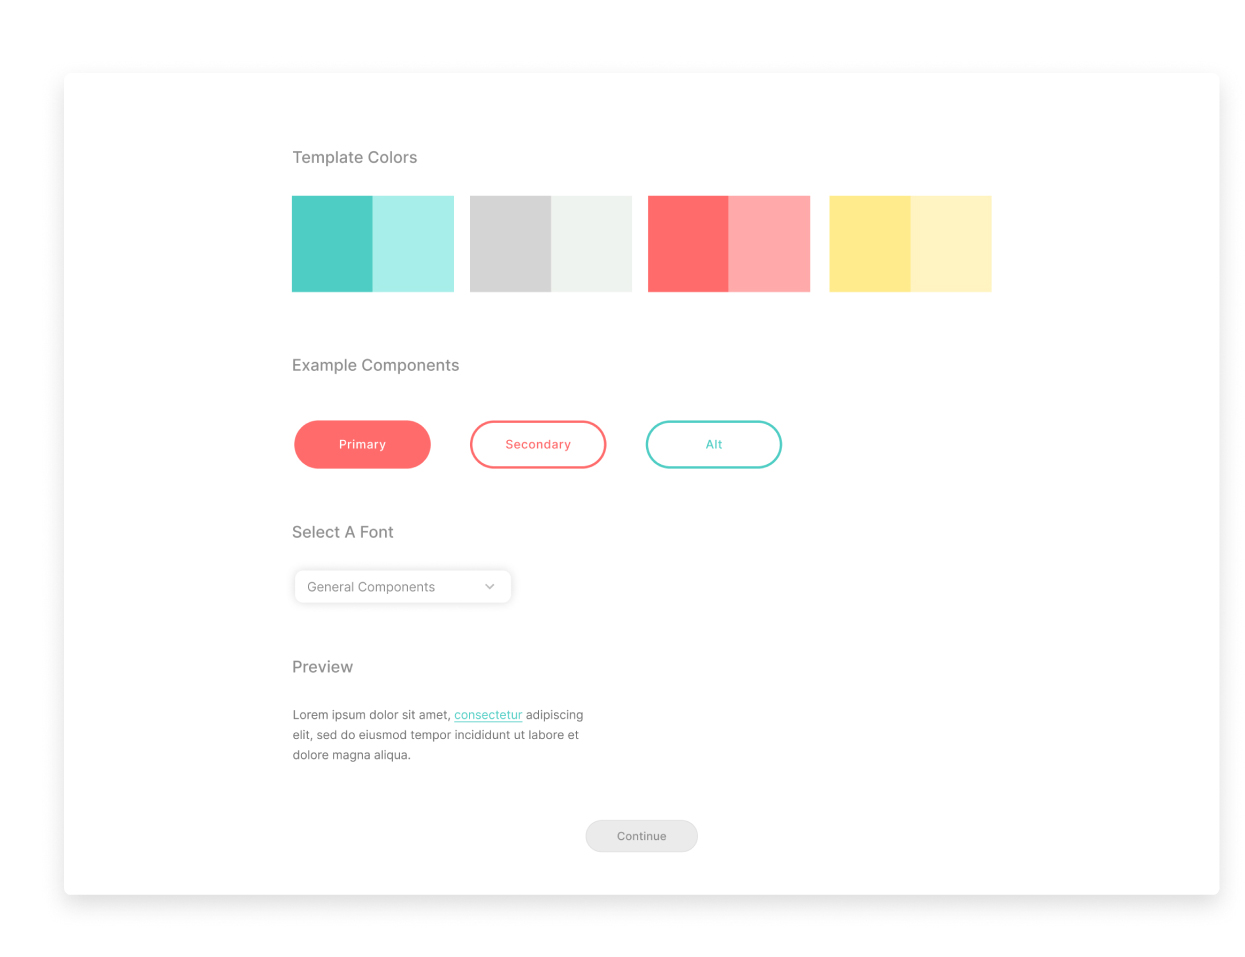 Template Colors
Example Components
Primary
Secondary
Alt
Select A Font
General Components
Preview
Lorem ipsum dolor sit amet, consectetur adipiscing
elit, sed do eiusmod tempor incididunt ut labore et
dolore magna aliqua.
Continue